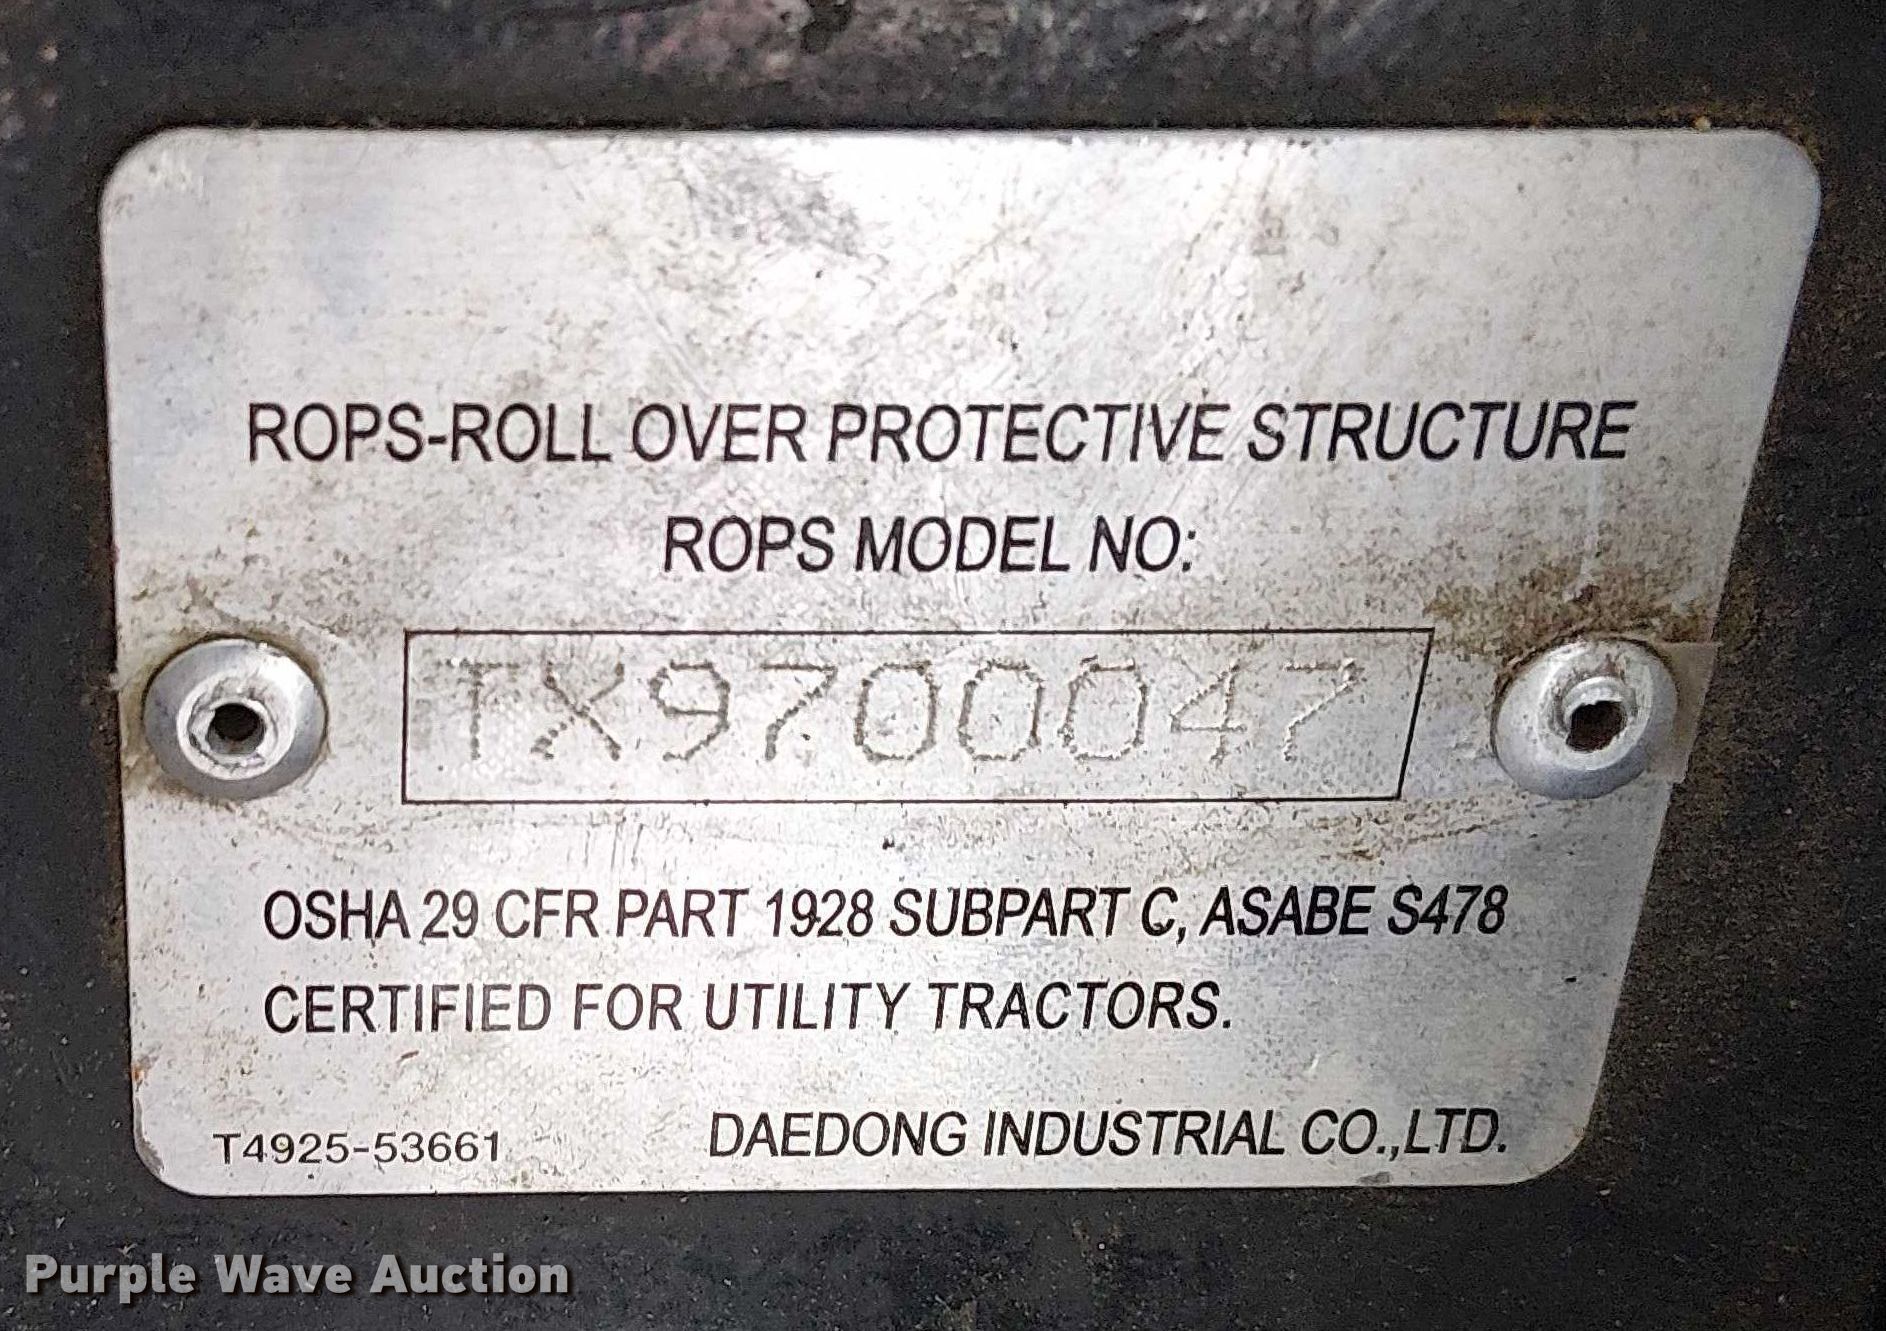 ROPS-ROLL OVER PROTECTIVE STRUCTURE
ROPS MODEL NO:
TX9700047
OSHA 29 CFR PART 1928 SUBPART C, ASABE S478
CERTIFIED FOR UTILITY TRACTORS.
T4925-53661 DAEDONG INDUSTRIAL CO.,LTD.
Purple Wave Auction